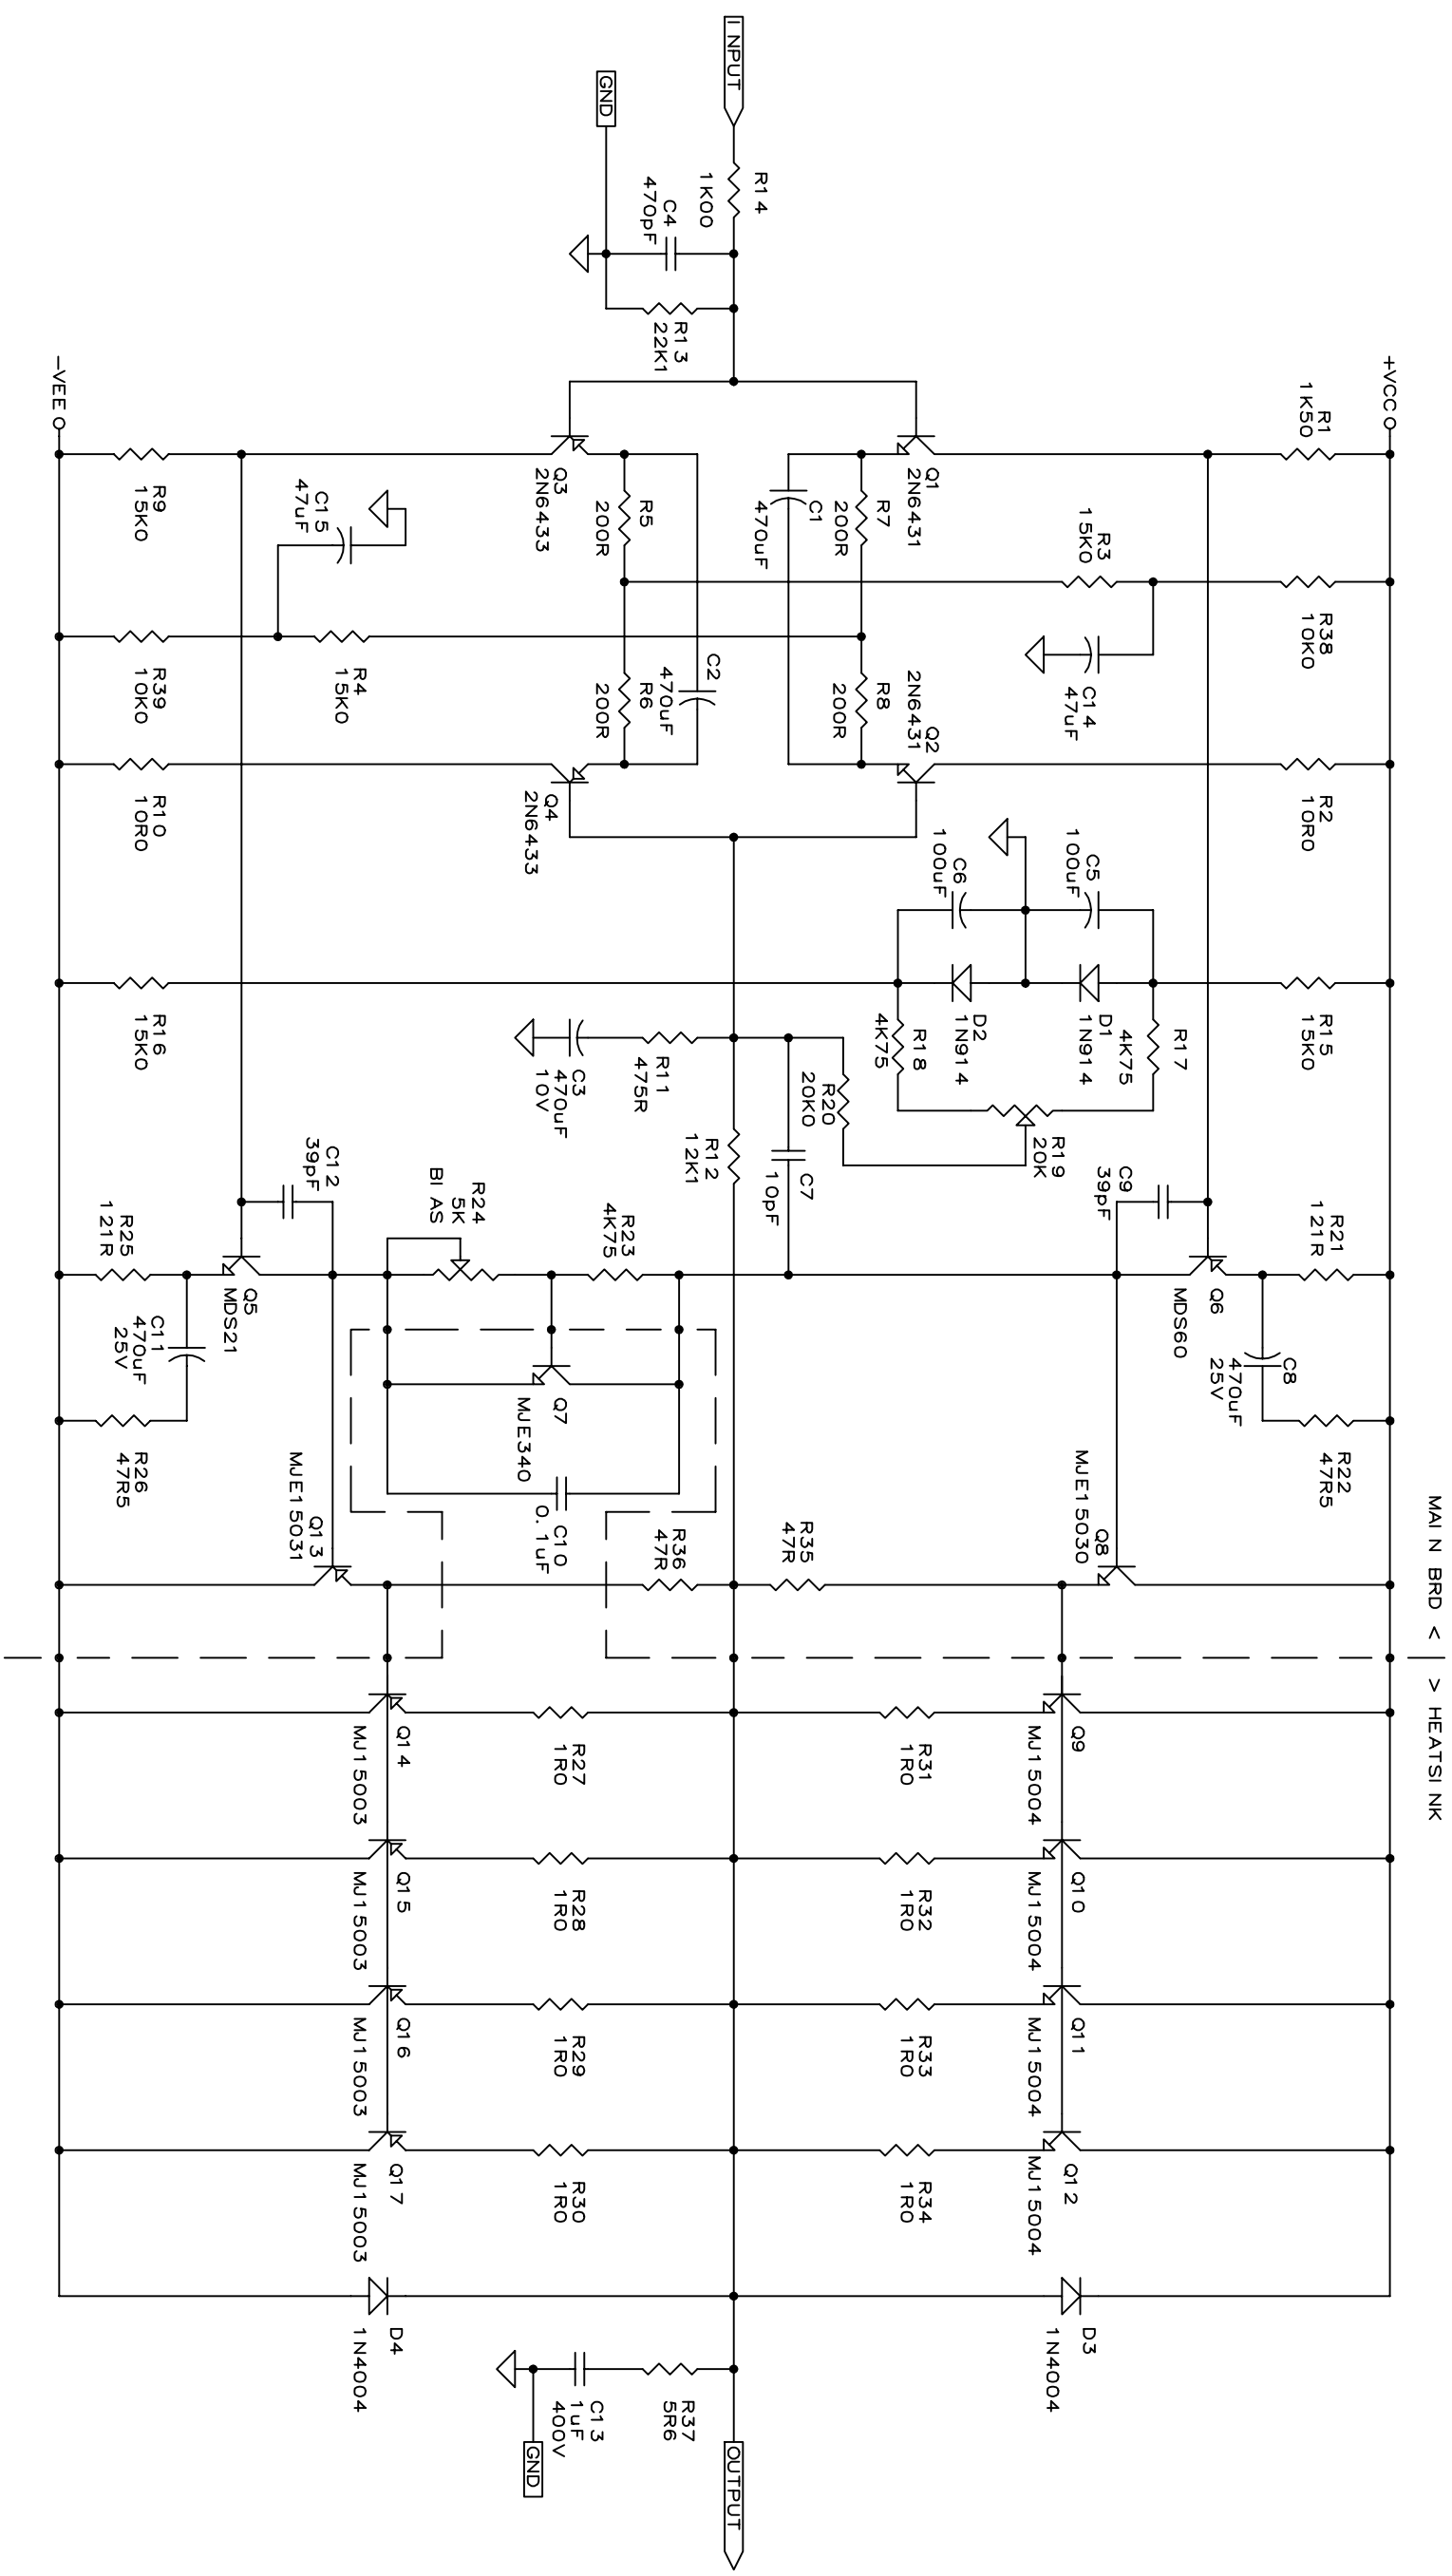 MAIN BRD < > HEATSINK
+VCC
R1
1K50
R38
10K0
R2
10R0
R15
15K0
R21
121R
C8
470uF
25V
R22
47R5
R3
15K0
C14
47uF
C5
100uF
D1
1N914
R17
4K75
C9
39pF
Q6
MDS60
Q8
MJE15030
Q9
MJ15004
Q10
MJ15004
Q11
MJ15004
Q12
MJ15004
D3
1N4004
Q1
2N6431
Q2
2N6431
C6
100uF
D2
1N914
R18
4K75
R19
20K
R7
200R
R8
200R
C1
470uF
R20
20K0
C7
10pF
R35
47R
R31
1R0
R32
1R0
R33
1R0
R34
1R0
INPUT
R14
1K00
OUTPUT
C4
470pF
R13
22K1
GND
C2
470uF
R5
200R
R6
200R
R12
12K1
R11
475R
C3
470uF
10V
R23
4K75
R36
47R
R27
1R0
R28
1R0
R29
1R0
R30
1R0
R37
5R6
C13
1uF
400V
GND
Q3
2N6433
Q4
2N6433
Q7
MJE340
C10
0.1uF
R24
5K
BIAS
Q14
MJ15003
Q15
MJ15003
Q16
MJ15003
Q17
MJ15003
D4
1N4004
C15
47uF
R4
15K0
C12
39pF
Q5
MDS21
Q13
MJE15031
R9
15K0
R39
10K0
R10
10R0
R16
15K0
R25
121R
C11
470uF
25V
R26
47R5
-VEE